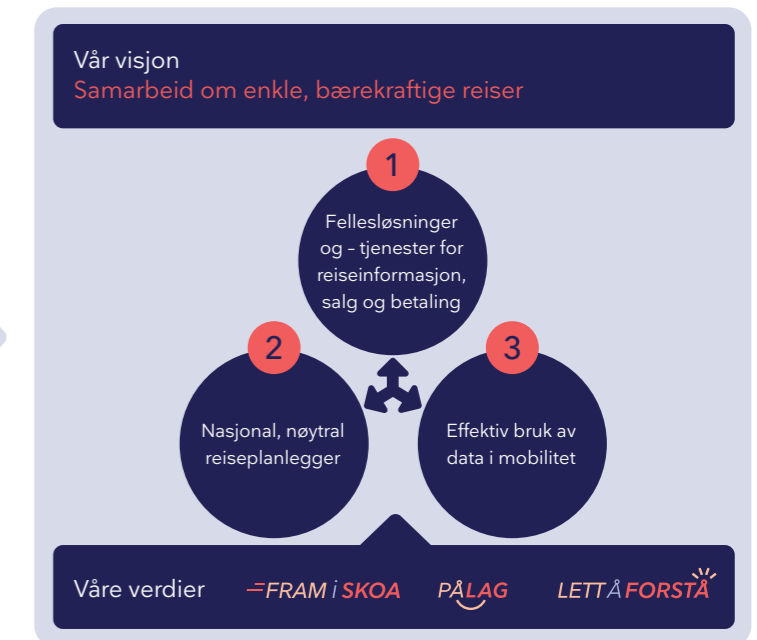 Vår visjon
Samarbeid om enkle, bærekraftige reiser
1
Fellesløsninger
og – tjenester for
reiseinformasjon,
salg og betaling
2
Nasjonal, nøytral
reiseplanlegger
3
Effektiv bruk av
data i mobilitet
Våre verdier FRAM i SKOA PÅLAG LETT Å FORSTÅ